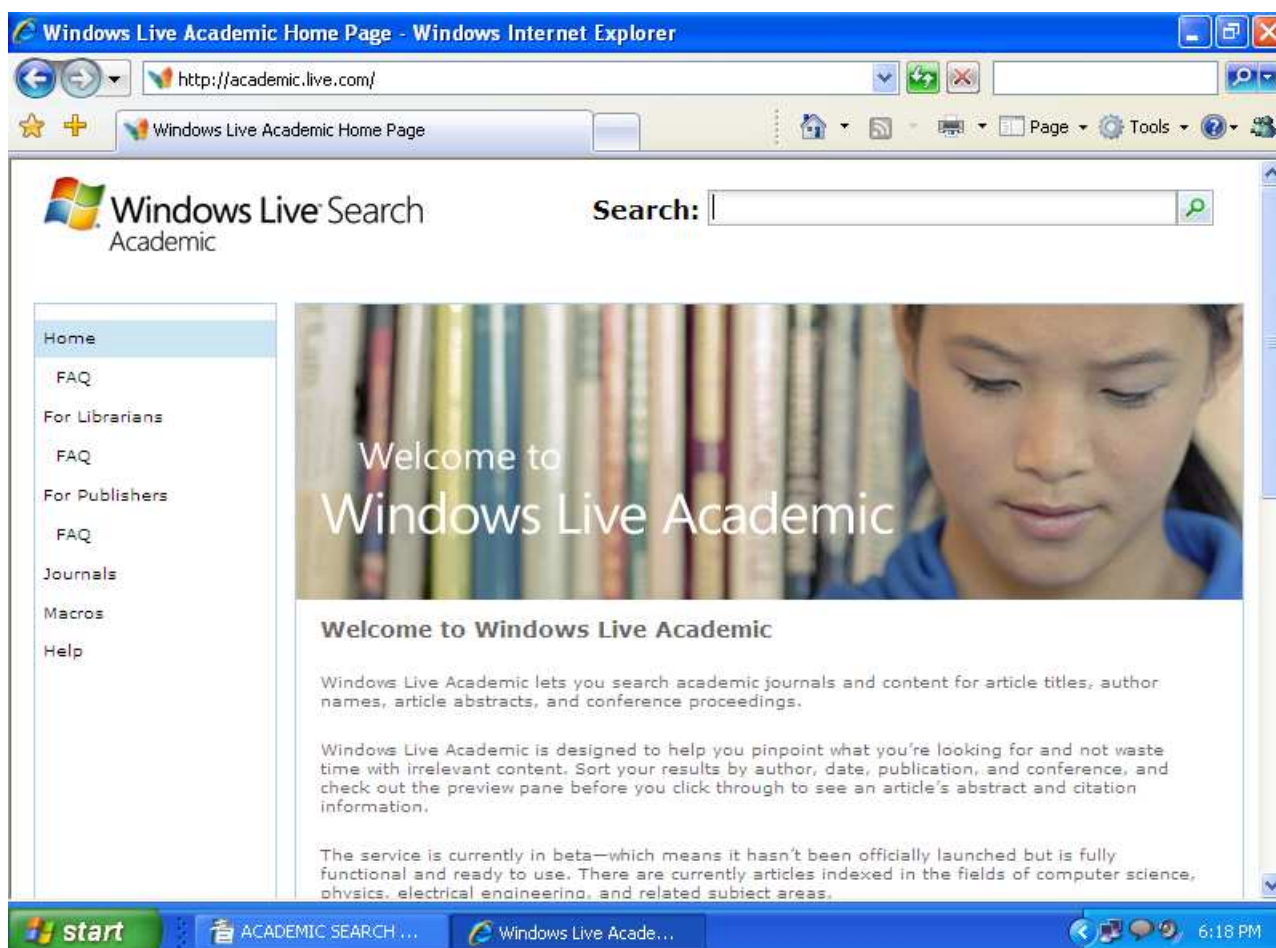 Windows Live Academic Home Page - Windows Internet Explorer
http://academic.live.com/
Windows Live Academic Home Page
Page
Tools
Windows Live Search
Academic
Search:
Home
FAQ
For Librarians
FAQ
For Publishers
FAQ
Journals
Macros
Help
Welcome to
Windows Live Academic
Welcome to Windows Live Academic
Windows Live Academic lets you search academic journals and content for article titles, author
names, article abstracts, and conference proceedings.
Windows Live Academic is designed to help you pinpoint what you're looking for and not waste
time with irrelevant content. Sort your results by author, date, publication, and conference, and
check out the preview pane before you click through to see an article's abstract and citation
information.
The service is currently in beta—which means it hasn't been officially launched but is fully
functional and ready to use. There are currently articles indexed in the fields of computer science,
physics, electrical engineering, and related subject areas.
start
ACADEMIC SEARCH ...
Windows Live Acade...
6:18 PM